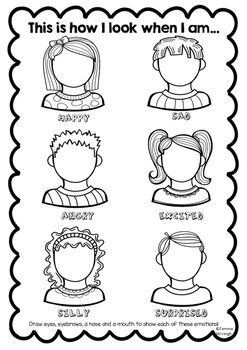 This is how I look when I am...
HAPPY
SAD
ANGRY
EXCITED
SILLY
SURPRISED
Draw eyes, eyebrows, a nose and a mouth to show each of these emotions!